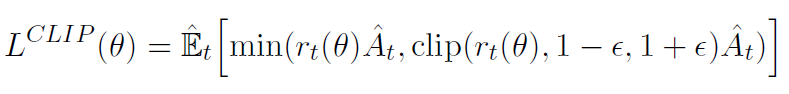 L^{CLIP}(θ) = Ê_t[min(r_t(θ)Â_t, clip(r_t(θ), 1 − ϵ, 1 + ϵ)Â_t)]